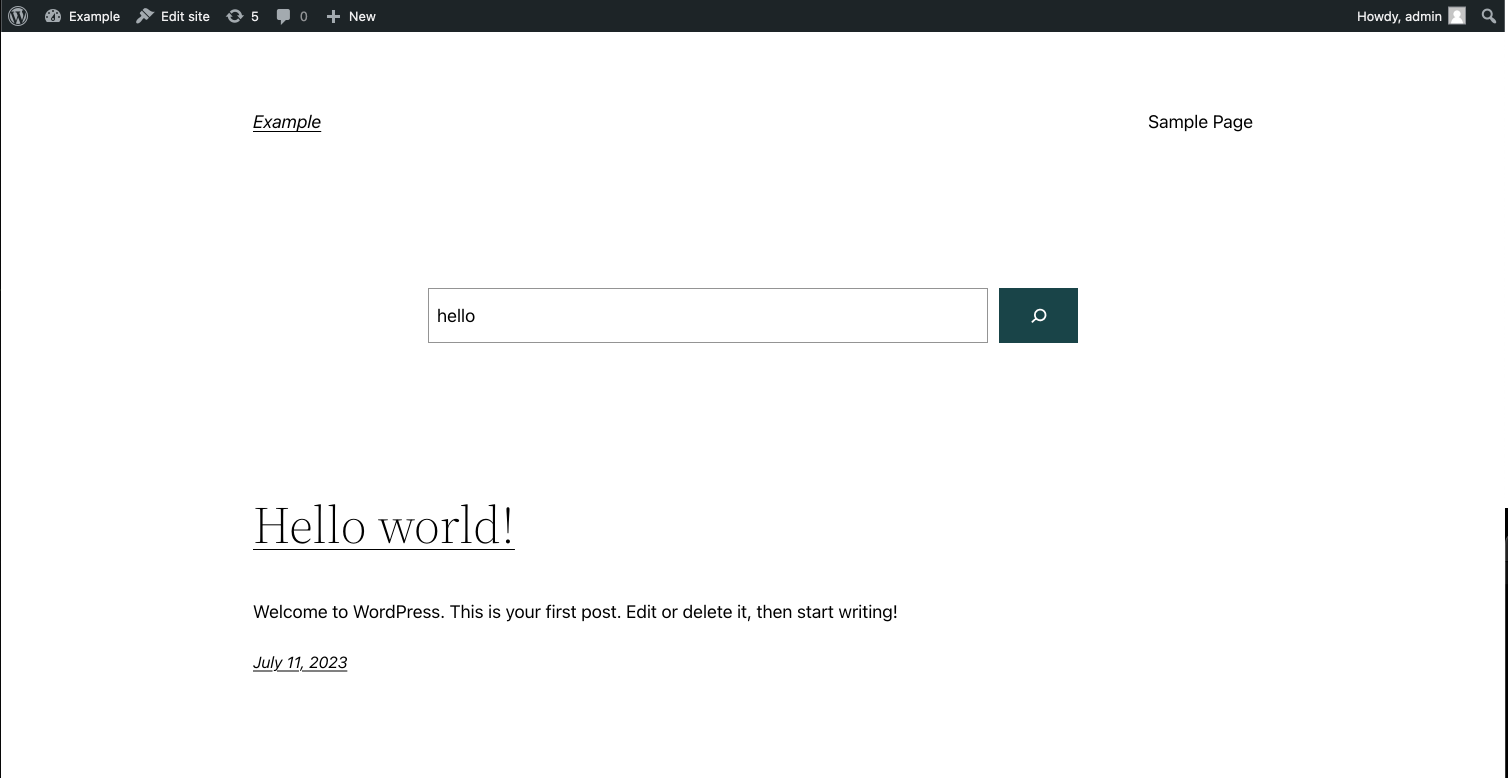 Example Edit site 5 0 New Howdy, admin
Example Sample Page
hello
Hello world!
Welcome to WordPress. This is your first post. Edit or delete it, then start writing!
July 11, 2023